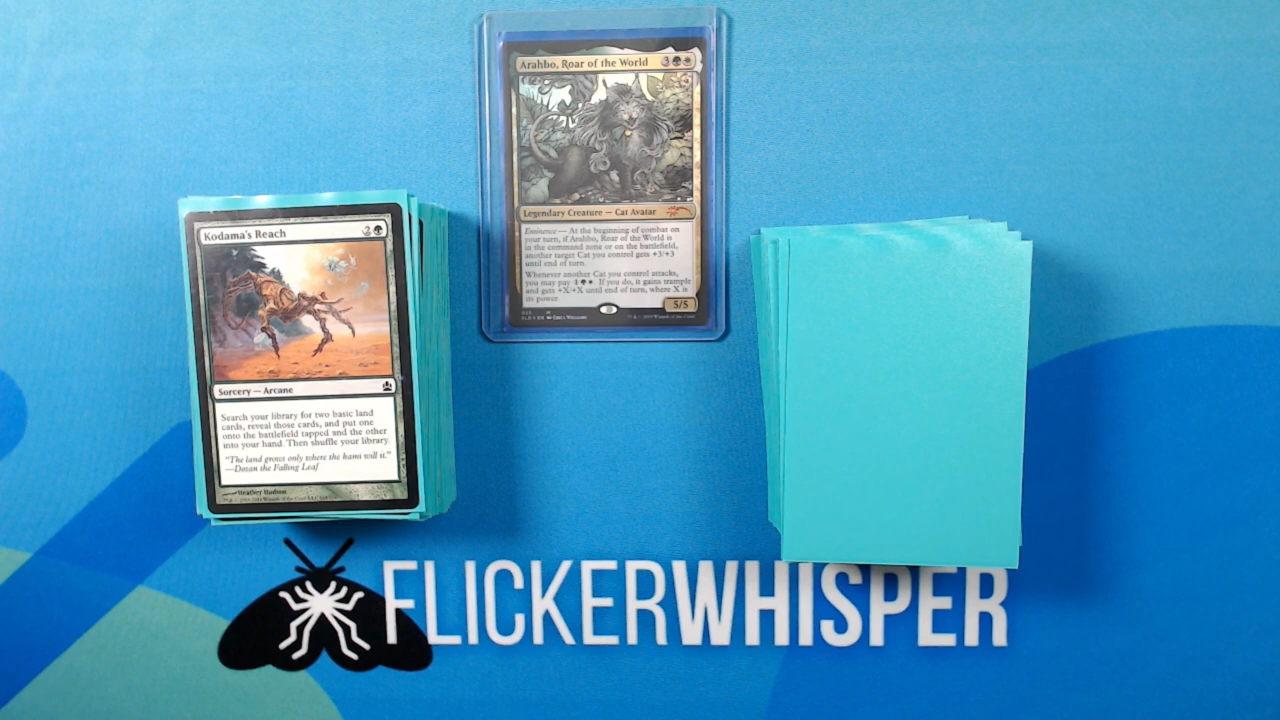 Arahbo, Roar of the World 3
Legendary Creature — Cat Avatar
Eminence — At the beginning of combat on
your turn, if Arahbo, Roar of the World is
in the command zone or on the battlefield,
another target Cat you control gets +3/+3
until end of turn.
Whenever another Cat you control attacks,
you may pay 1 . If you do, it gains trample
and gets +X/+X until end of turn, where X is
its power.
5/5
Kodama's Reach 2
Sorcery — Arcane
Search your library for two basic land
cards, reveal those cards, and put one
onto the battlefield tapped and the other
into your hand. Then shuffle your library.
"The land grows only where the kami will it."
—Dosan the Falling Leaf
Heather Hudson
FLICKERWHISPER